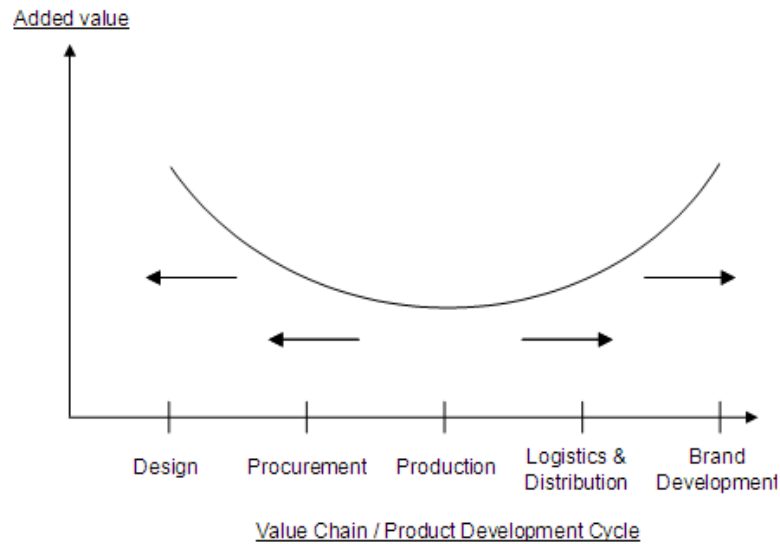 Added value
Design
Procurement
Production
Logistics &
Distribution
Brand
Development
Value Chain / Product Development Cycle